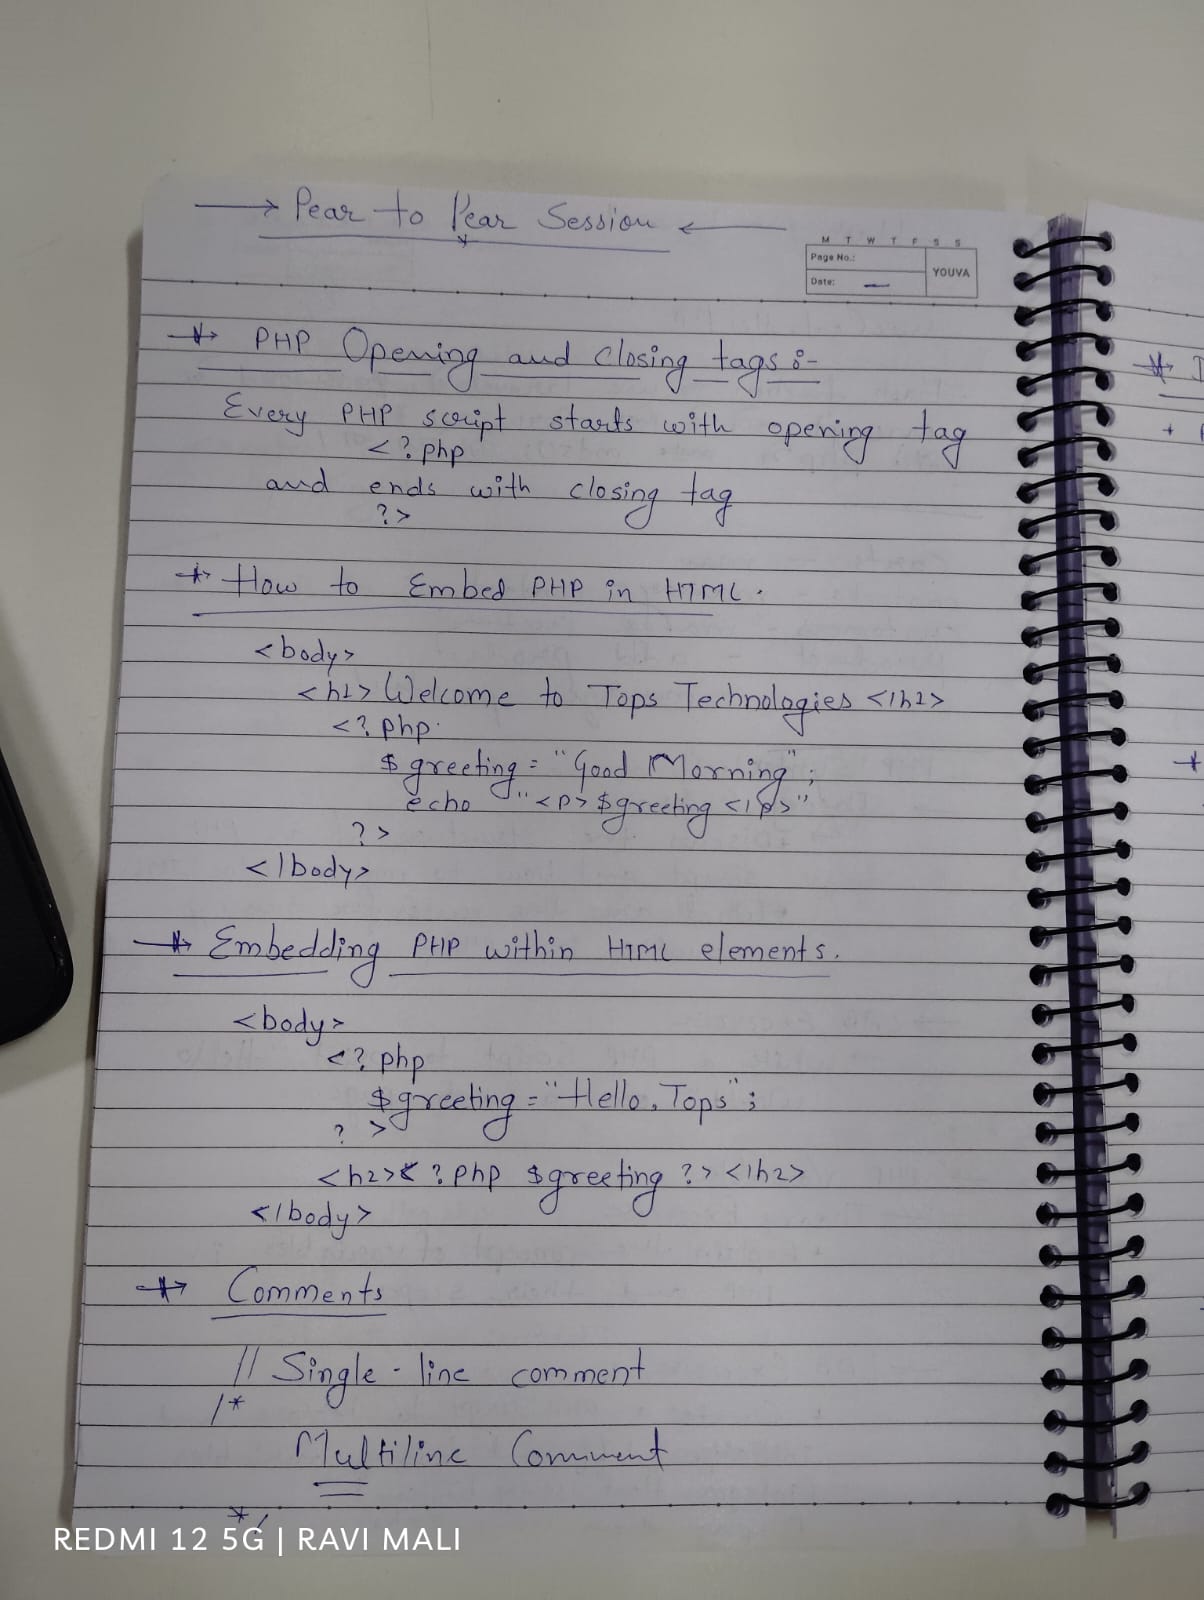 → Pear to Pear Session ←
M T W T F S S
Page No.:
YOUVA
Date:
PHP Opening and Closing tags :-
Every PHP script starts with opening tag
<?php
and ends with closing tag
?>
How to Embed PHP in HTML.
<body>
<h1> Welcome to Tops Technologies </h1>
<?php
$greeting = "Good Morning";
echo "<p> $greeting </p>"
?>
</body>
Embedding PHP within HTML elements.
<body>
<?php
$greeting = "Hello, Tops";
?>
<h2><?php $greeting ?></h2>
</body>
Comments
// Single-line comment
/*
Multiline Comment
*/
REDMI 12 5G | RAVI MALI